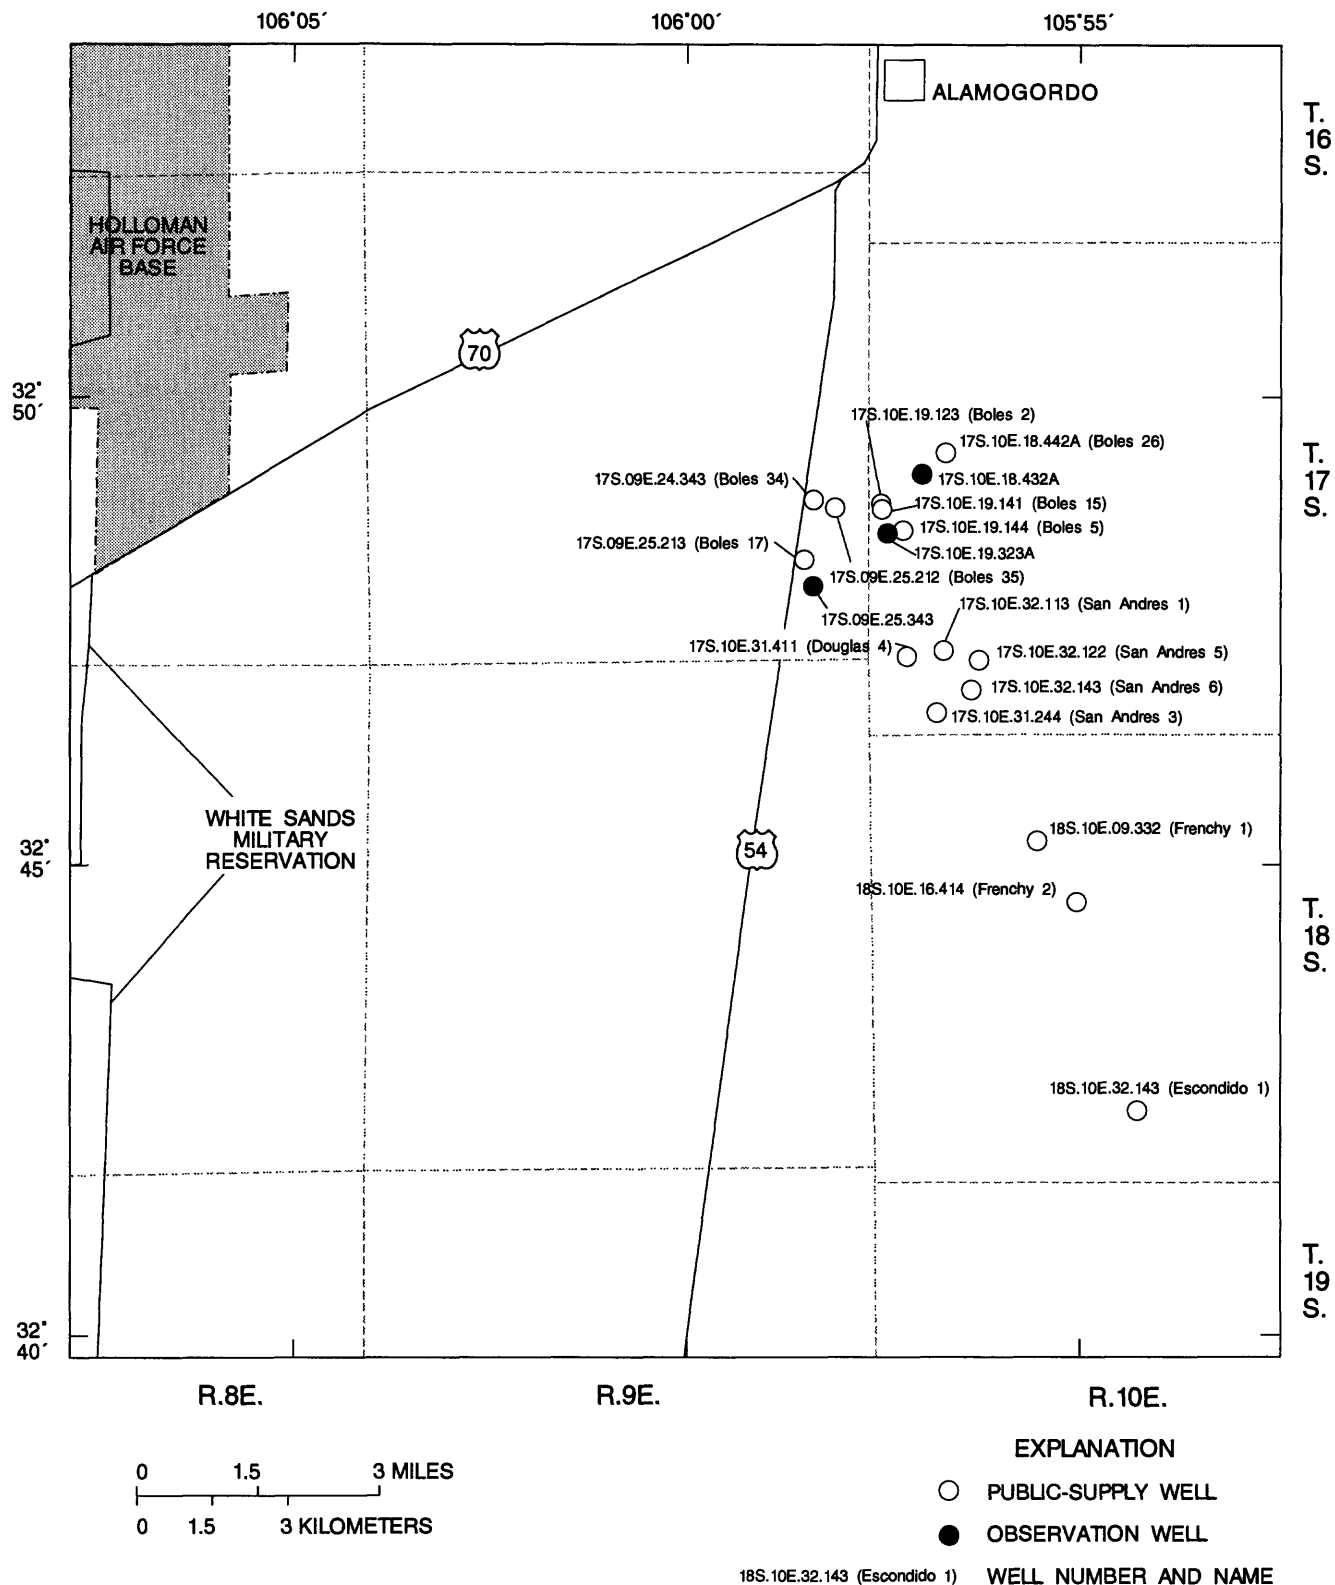 106°05´ 106°00´ 105°55´
ALAMOGORDO
T.
16
S.
HOLLOMAN
AIR FORCE
BASE
70
32°
50´
17S.10E.19.123 (Boles 2)
17S.10E.18.442A (Boles 26)
17S.10E.18.432A
17S.09E.24.343 (Boles 34)
17S.10E.19.141 (Boles 15)
17S.10E.19.144 (Boles 5)
17S.10E.19.323A
17S.09E.25.213 (Boles 17)
17S.09E.25.212 (Boles 35)
17S.09E.25.343
17S.10E.32.113 (San Andres 1)
17S.10E.31.411 (Douglas 4)
17S.10E.32.122 (San Andres 5)
17S.10E.32.143 (San Andres 6)
17S.10E.31.244 (San Andres 3)
T.
17
S.
WHITE SANDS
MILITARY
RESERVATION
54
32°
45´
18S.10E.09.332 (Frenchy 1)
18S.10E.16.414 (Frenchy 2)
T.
18
S.
18S.10E.32.143 (Escondido 1)
T.
19
S.
32°
40´
R.8E. R.9E. R.10E.
0 1.5 3 MILES
0 1.5 3 KILOMETERS
EXPLANATION
PUBLIC-SUPPLY WELL
OBSERVATION WELL
18S.10E.32.143 (Escondido 1) WELL NUMBER AND NAME